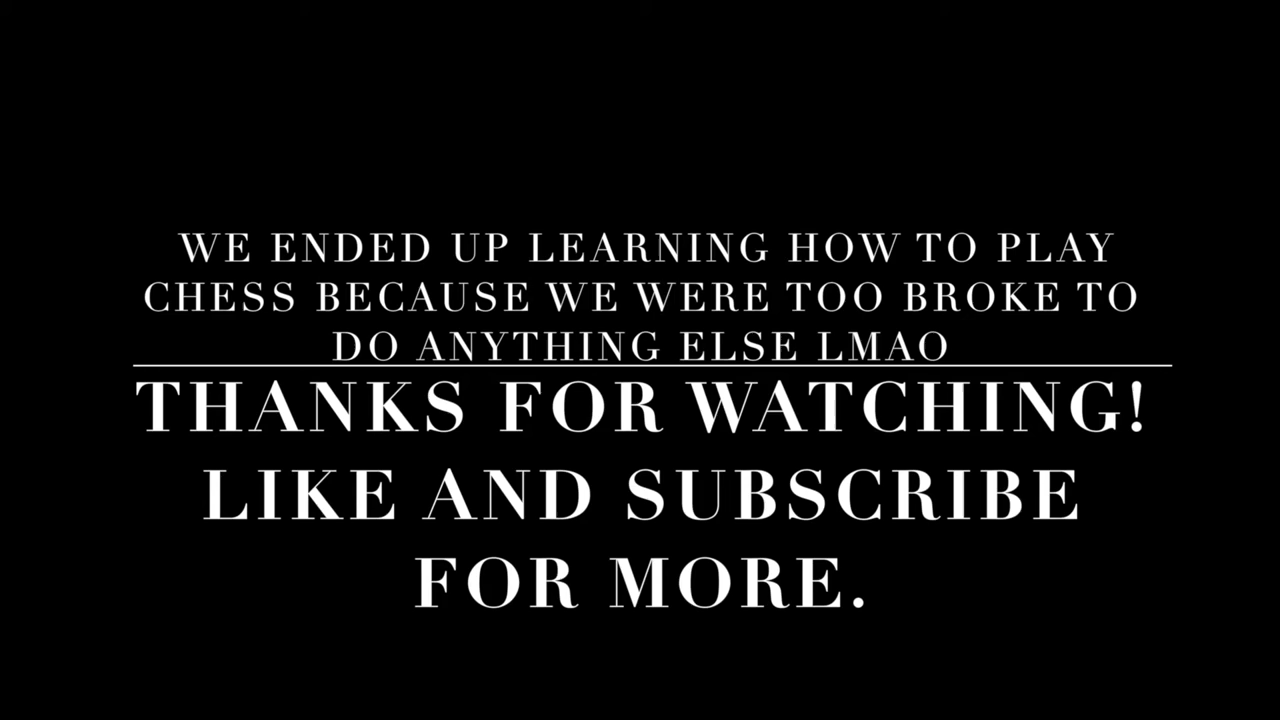 WE ENDED UP LEARNING HOW TO PLAY
CHESS BECAUSE WE WERE TOO BROKE TO
DO ANYTHING ELSE LMAO
THANKS FOR WATCHING!
LIKE AND SUBSCRIBE
FOR MORE.